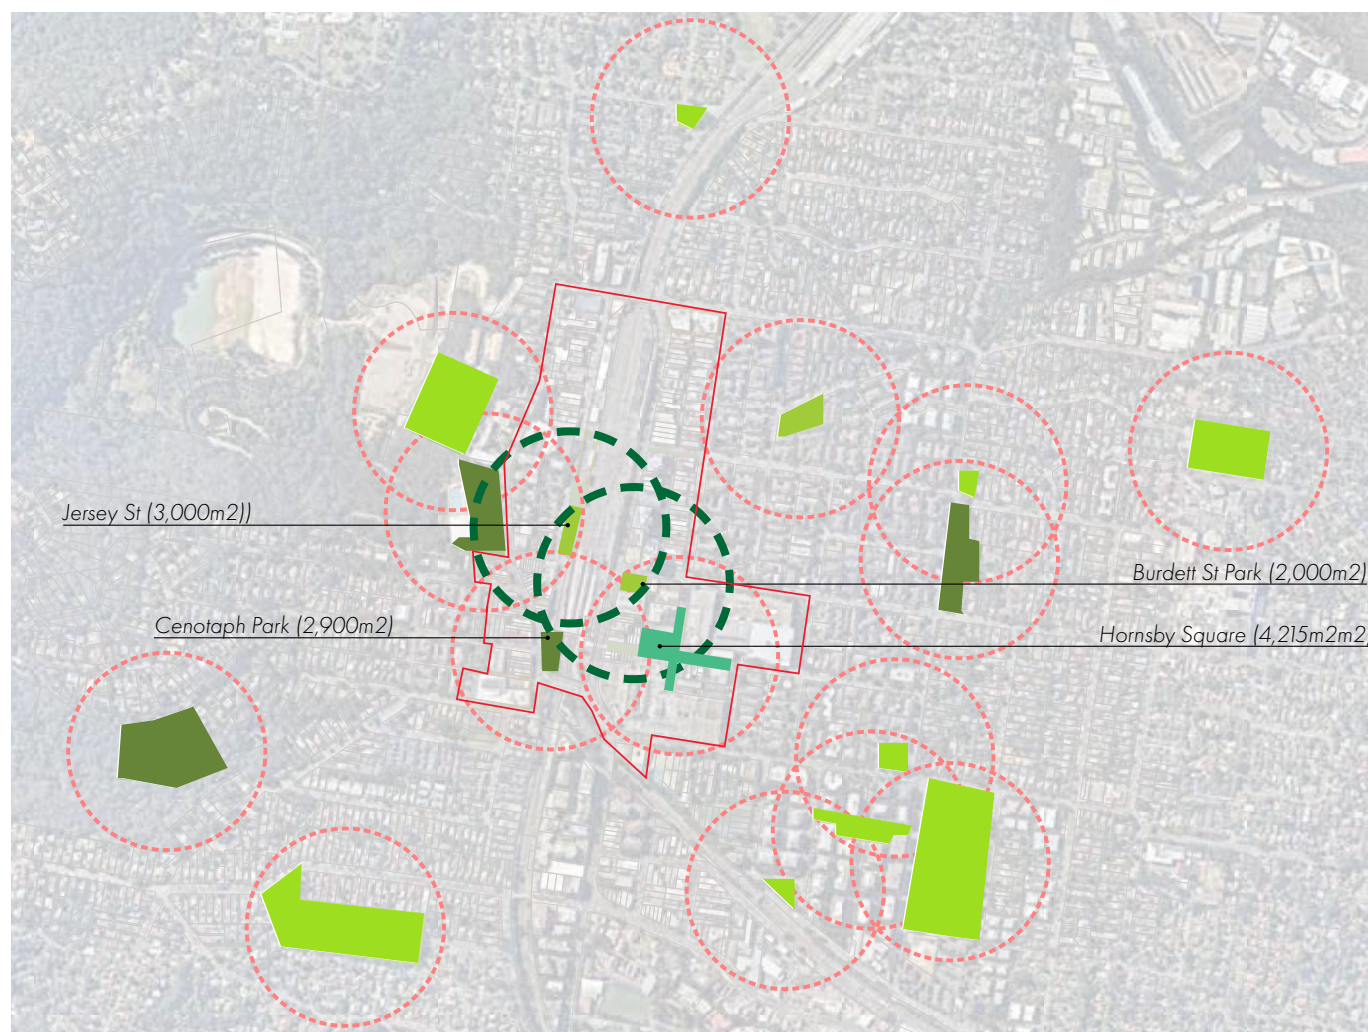 Jersey St (3,000m2))
Burdett St Park (2,000m2)
Cenotaph Park (2,900m2)
Hornsby Square (4,215m2m2